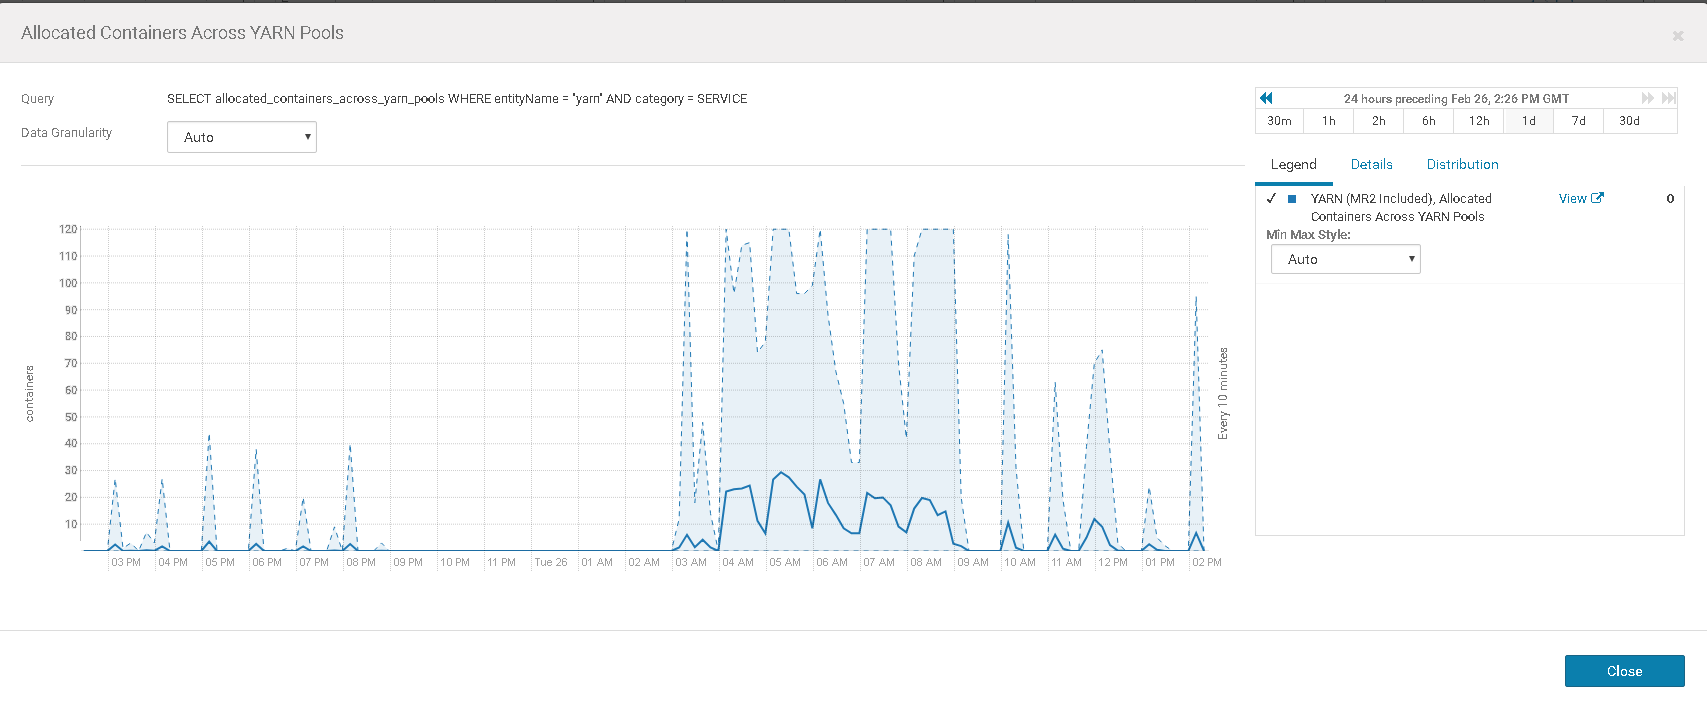 Allocated Containers Across YARN Pools
Query
SELECT allocated_containers_across_yarn_pools WHERE entityName = "yarn" AND category = SERVICE
Data Granularity
Auto
24 hours preceding Feb 26, 2:26 PM GMT
30m 1h 2h 6h 12h 1d 7d 30d
Legend Details Distribution
YARN (MR2 Included), Allocated
Containers Across YARN Pools
View
0
Min Max Style:
Auto
containers
120
110
100
90
80
70
60
50
40
30
20
10
03 PM 04 PM 05 PM 06 PM 07 PM 08 PM 09 PM 10 PM 11 PM Tue 26 01 AM 02 AM 03 AM 04 AM 05 AM 06 AM 07 AM 08 AM 09 AM 10 AM 11 AM 12 PM 01 PM 02 PM
Every 10 minutes
Close